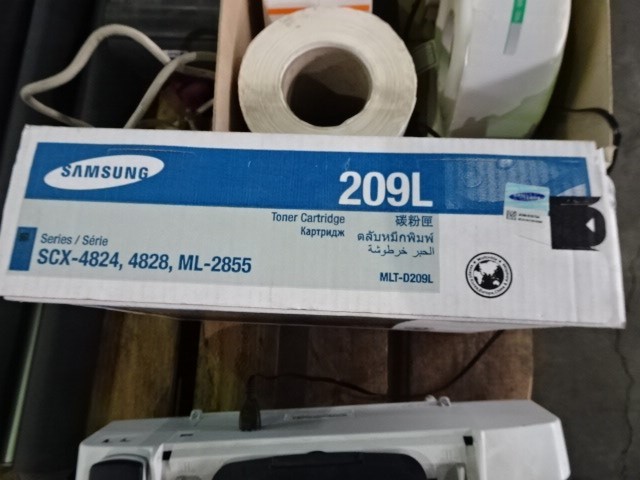 SAMSUNG
209L
Toner Cartridge 碳粉匣
Картридж ตลับหมึกพิมพ์
الحبر خرطوشة
Series / Série
SCX-4824, 4828, ML-2855
MLT-D209L